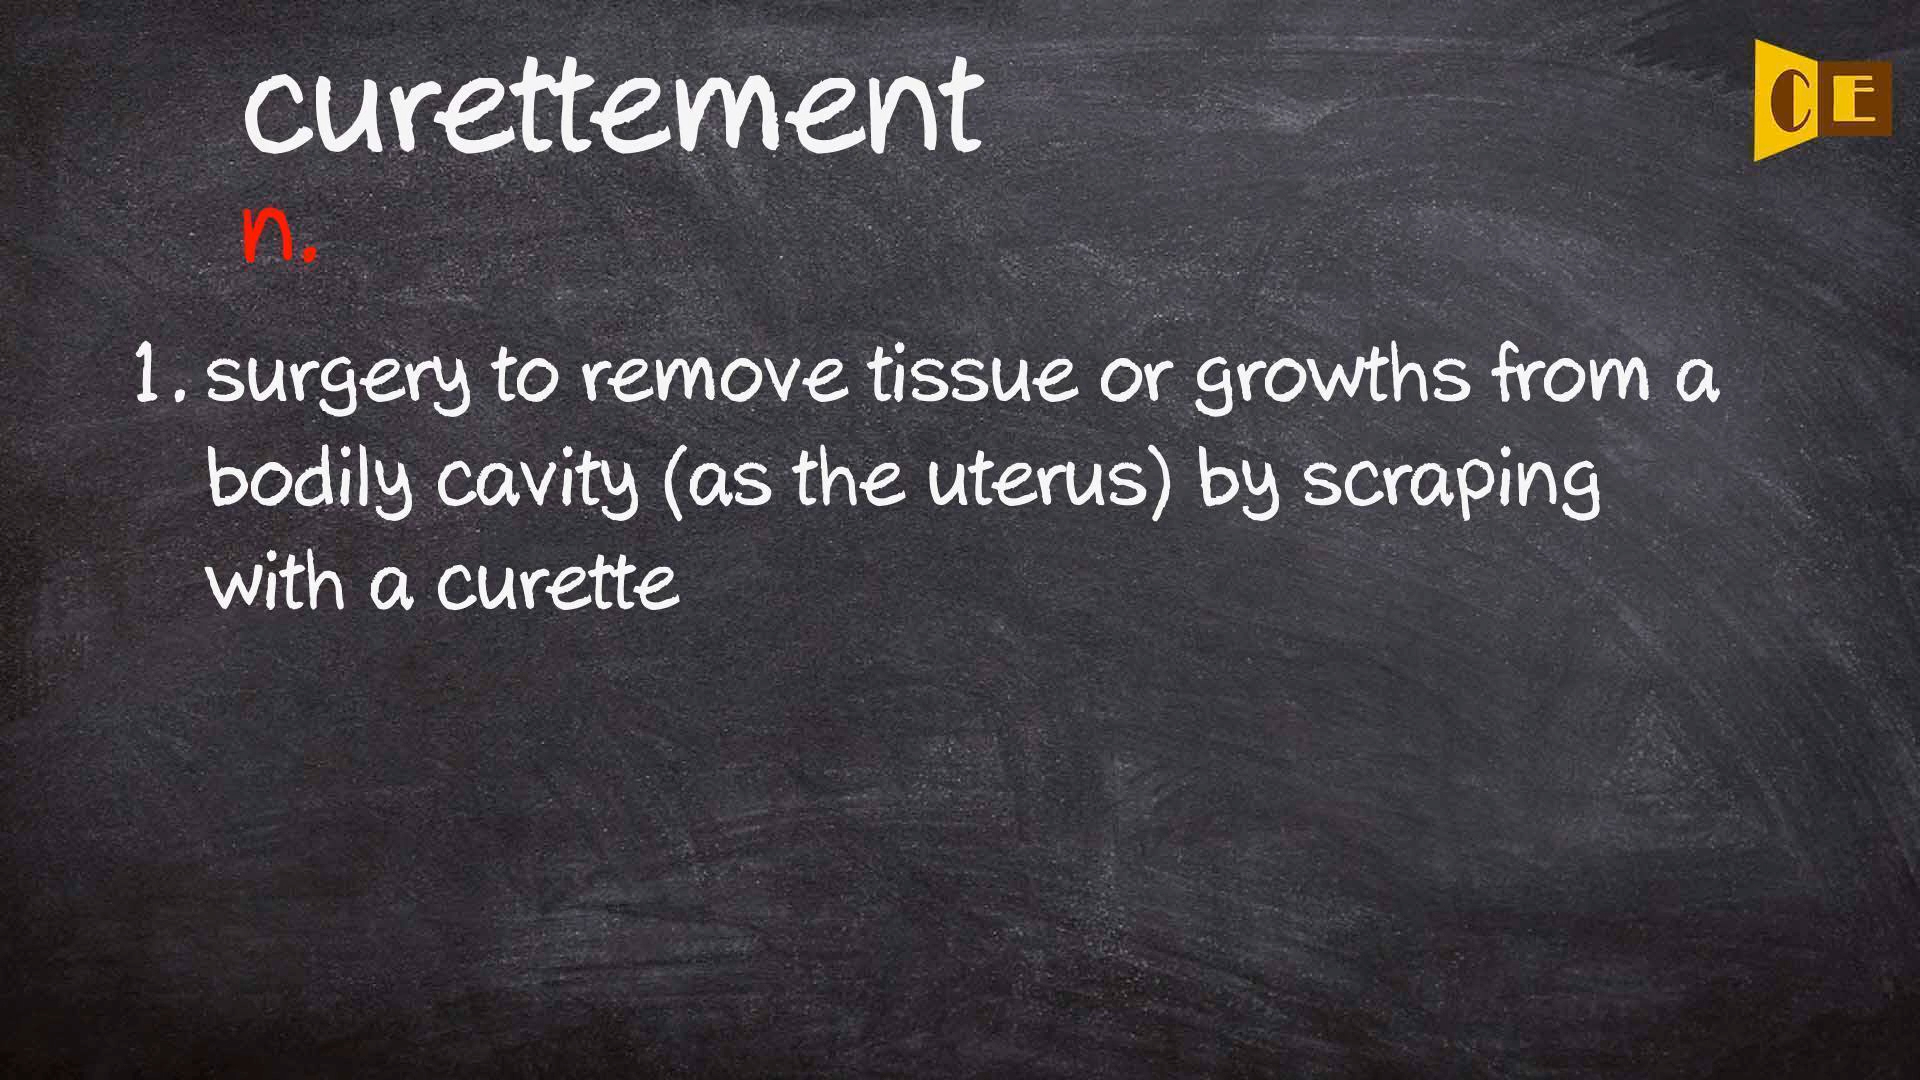 curettement
CE
n.
1. surgery to remove tissue or growths from a
bodily cavity (as the uterus) by scraping
with a curette